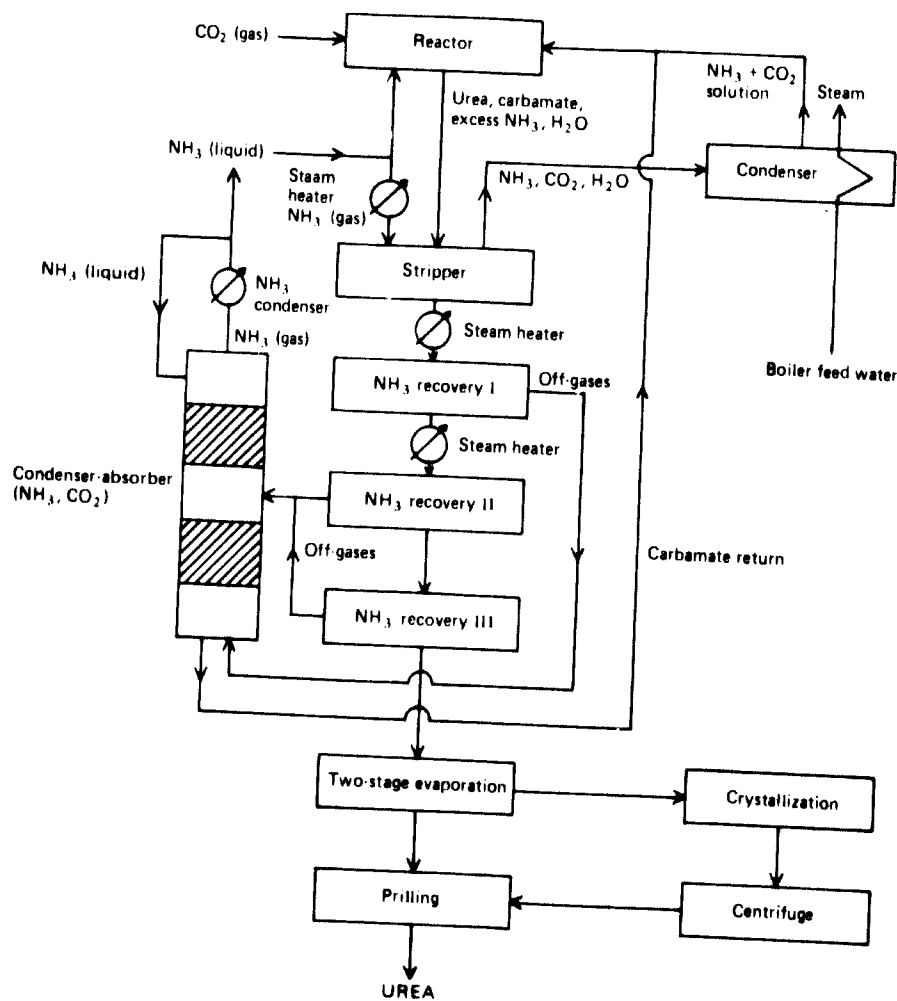 CO2 (gas)
Reactor
NH3 + CO2
solution
Steam
Urea, carbamate,
excess NH3, H2O
NH3 (liquid)
Staam
heater
NH3 (gas)
NH3, CO2, H2O
Condenser
Stripper
NH3 (liquid)
NH3
condenser
NH3 (gas)
Steam heater
Boiler feed water
NH3 recovery I
Off-gases
Steam heater
Condenser-absorber
(NH3, CO2)
NH3 recovery II
Off-gases
Carbamate return
NH3 recovery III
Two-stage evaporation
Crystallization
Prilling
Centrifuge
UREA